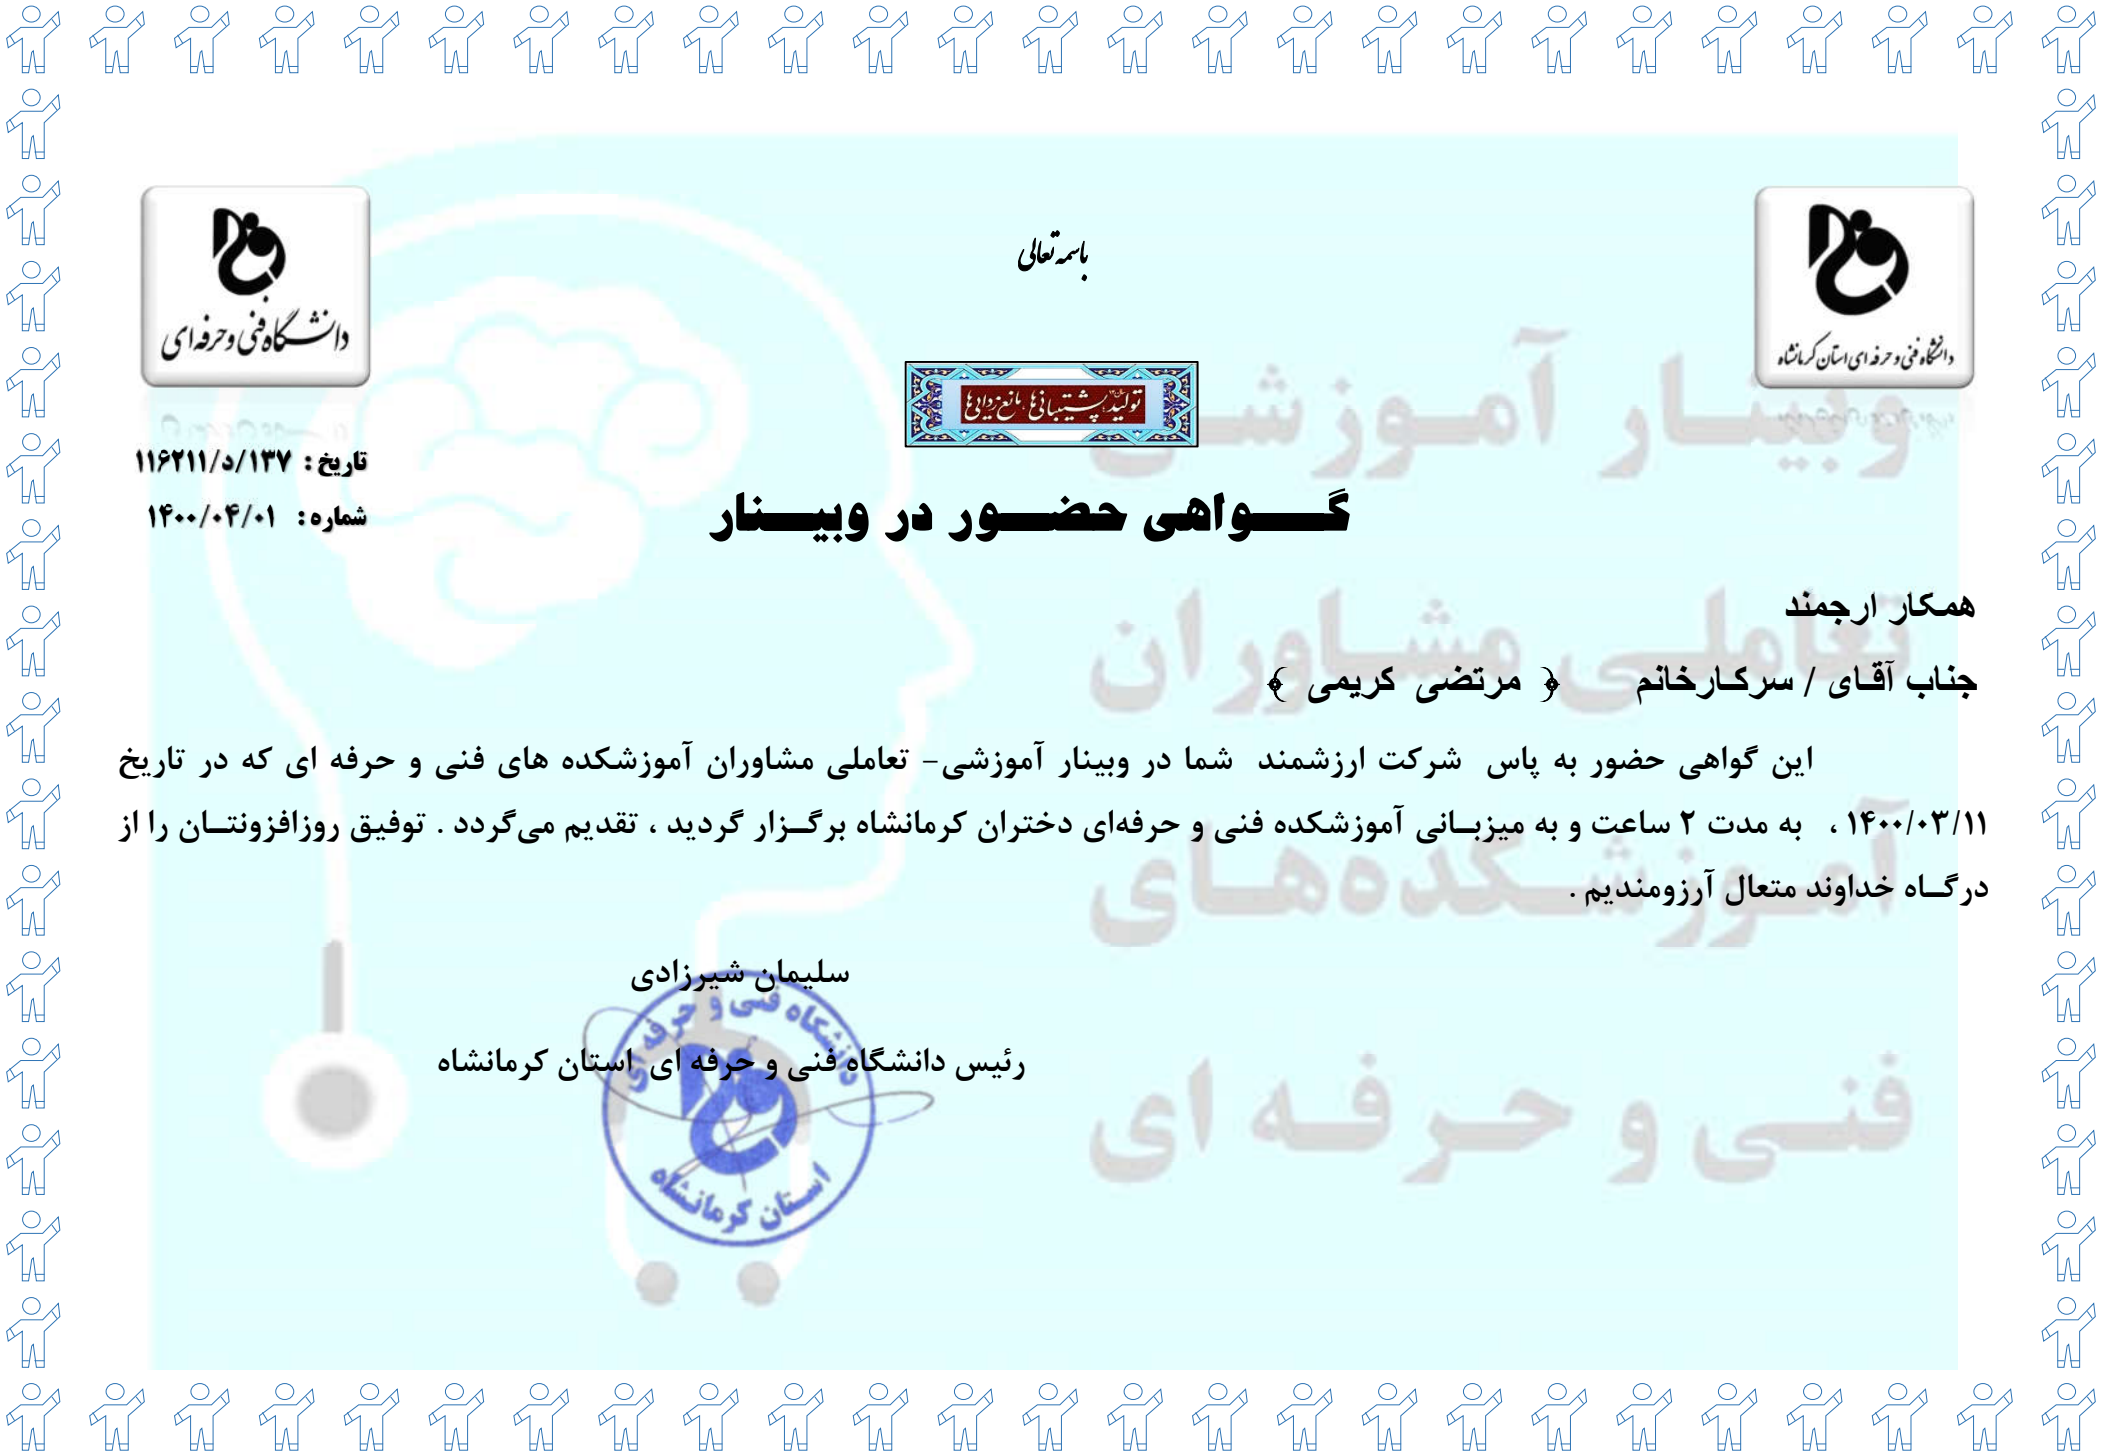 باسمه تعالی
دانشگاه فنی و حرفه ای استان کرمانشاه
دانشگاه فنی و حرفه ای
تولید، پشتیبانی ها، مانع زدایی ها
تاریخ : ۱۱۶۲۱۱/د/۱۳۷
شماره : ۱۴۰۰/۰۴/۰۱
گواهی حضور در وبینار
همکار ارجمند
جناب آقای / سرکارخانم ﴿ مرتضی کریمی ﴾
این گواهی حضور به پاس شرکت ارزشمند شما در وبینار آموزشی- تعاملی مشاوران آموزشکده های فنی و حرفه ای که در تاریخ
۱۴۰۰/۰۳/۱۱ ، به مدت ۲ ساعت و به میزبانی آموزشکده فنی و حرفه‌ای دختران کرمانشاه برگزار گردید ، تقدیم می‌گردد . توفیق روزافزونتان را از
درگاه خداوند متعال آرزومندیم .
سلیمان شیرزادی
رئیس دانشگاه فنی و حرفه ای استان کرمانشاه
دانشگاه فنی و حرفه ای
استان کرمانشاه
وبینار آموزشی
تعاملی مشاوران
آموزشکده‌های
فنی و حرفه ای